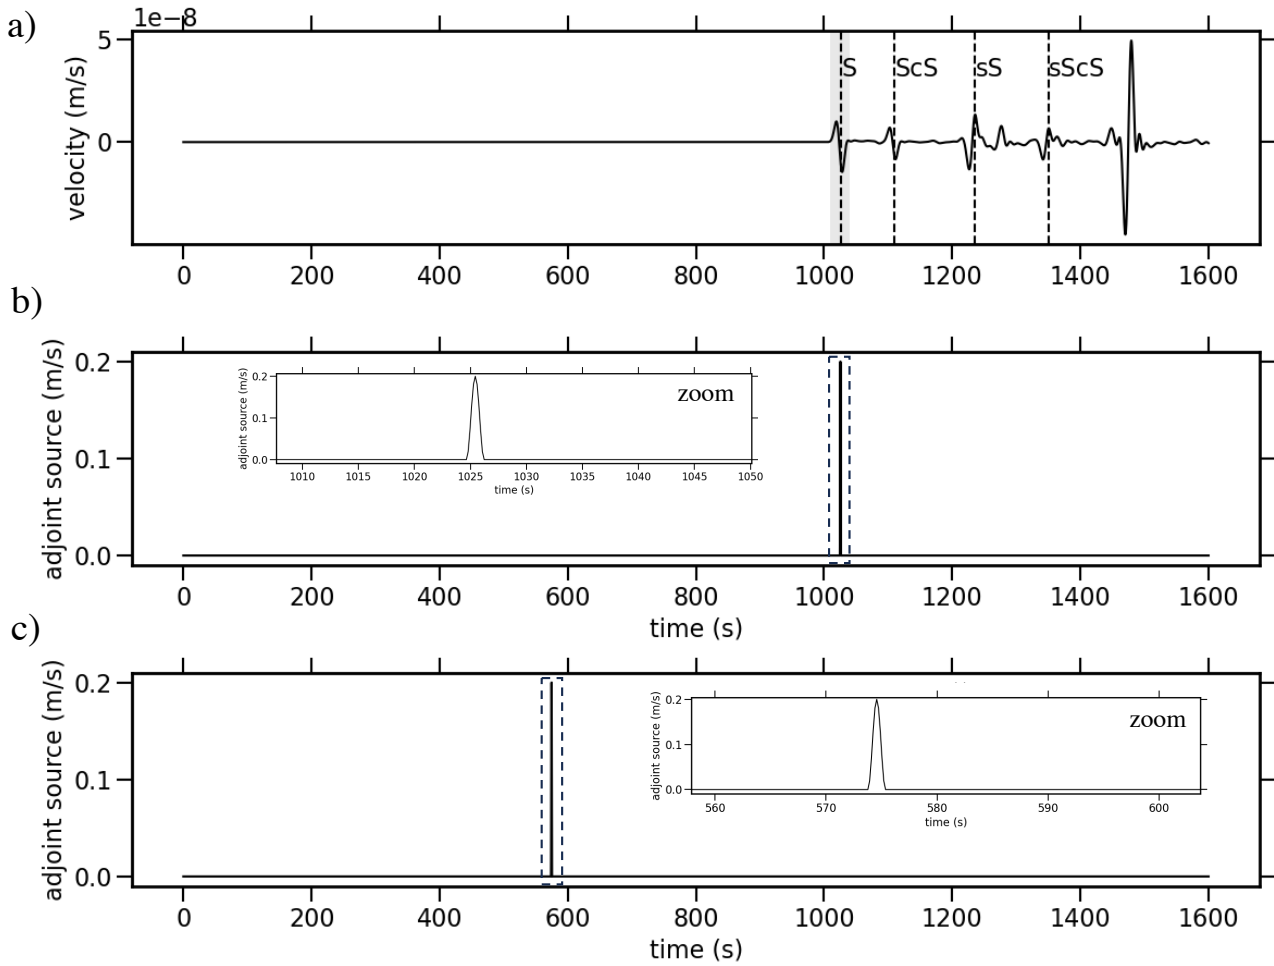 a)
1e−8
5
0
velocity (m/s)
S ScS sS sScS
0 200 400 600 800 1000 1200 1400 1600
b)
0.2
0.1
0.0
adjoint source (m/s)
zoom
0.2
0.1
0.0
adjoint source (m/s)
1010 1015 1020 1025 1030 1035 1040 1045 1050
time (s)
0 200 400 600 800 1000 1200 1400 1600
time (s)
c)
0.2
0.1
0.0
adjoint source (m/s)
zoom
0.2
0.1
0.0
adjoint source (m/s)
560 570 580 590 600
time (s)
0 200 400 600 800 1000 1200 1400 1600
time (s)